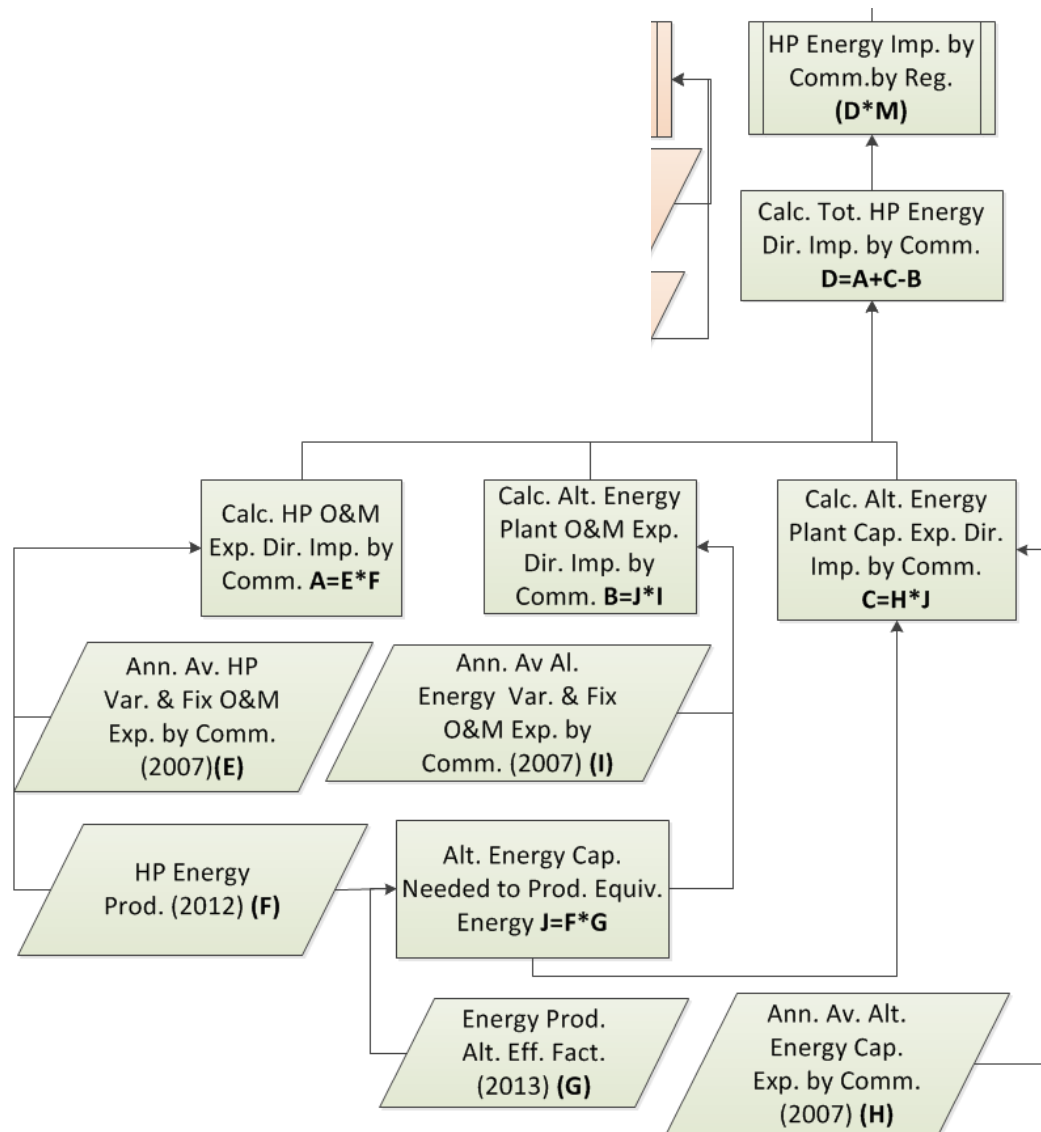 HP Energy Imp. by
Comm.by Reg.
(D*M)
Calc. Tot. HP Energy
Dir. Imp. by Comm.
D=A+C-B
Calc. HP O&M
Exp. Dir. Imp. by
Comm. A=E*F
Calc. Alt. Energy
Plant O&M Exp.
Dir. Imp. by
Comm. B=J*I
Calc. Alt. Energy
Plant Cap. Exp. Dir.
Imp. by Comm.
C=H*J
Ann. Av. HP
Var. & Fix O&M
Exp. by Comm.
(2007)(E)
Ann. Av Al.
Energy Var. & Fix
O&M Exp. by
Comm. (2007) (I)
HP Energy
Prod. (2012) (F)
Alt. Energy Cap.
Needed to Prod. Equiv.
Energy J=F*G
Energy Prod.
Alt. Eff. Fact.
(2013) (G)
Ann. Av. Alt.
Energy Cap.
Exp. by Comm.
(2007) (H)